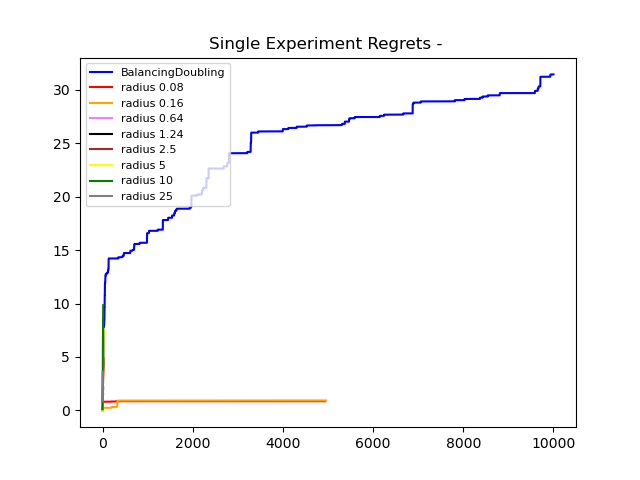 Single Experiment Regrets -
BalancingDoubling
radius 0.08
radius 0.16
radius 0.64
radius 1.24
radius 2.5
radius 5
radius 10
radius 25
30
25
20
15
10
5
0
0 2000 4000 6000 8000 10000